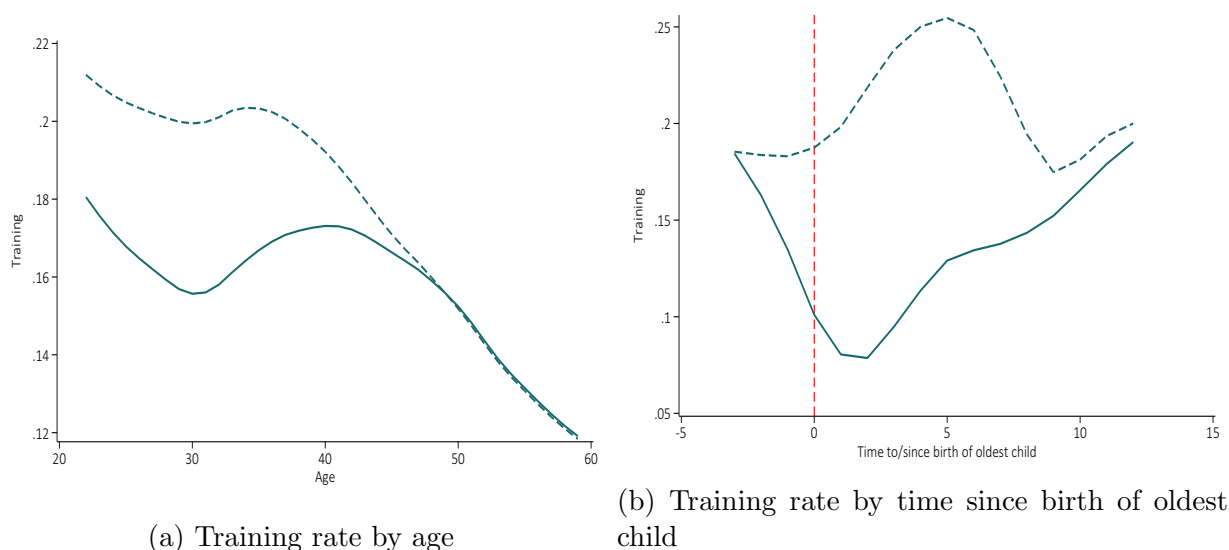 .22
.2
.18
.16
.14
.12
Training
20 30 40 50 60
Age
(a) Training rate by age
.25
.2
.15
.1
.05
Training
-5 0 5 10 15
Time to/since birth of oldest child
(b) Training rate by time since birth of oldest
child